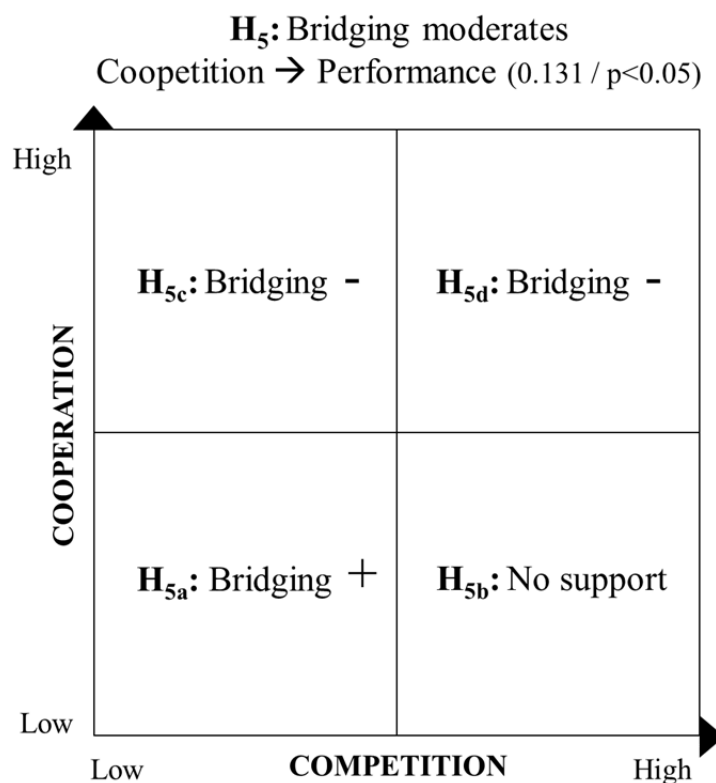 H5: Bridging moderates
Coopetition → Performance (0.131 / p<0.05)
High
H5c: Bridging -
H5d: Bridging -
COOPERATION
H5a: Bridging +
H5b: No support
Low
Low
COMPETITION
High